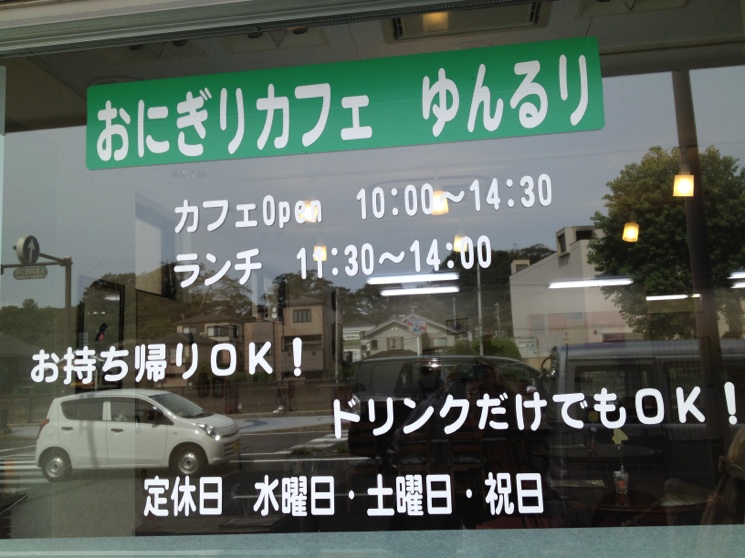 おにぎりカフェ　ゆんるり
カフェOpen　10:00～14:30
ランチ　11:30～14:00
お持ち帰りOK！
ドリンクだけでもOK！
定休日　水曜日・土曜日・祝日